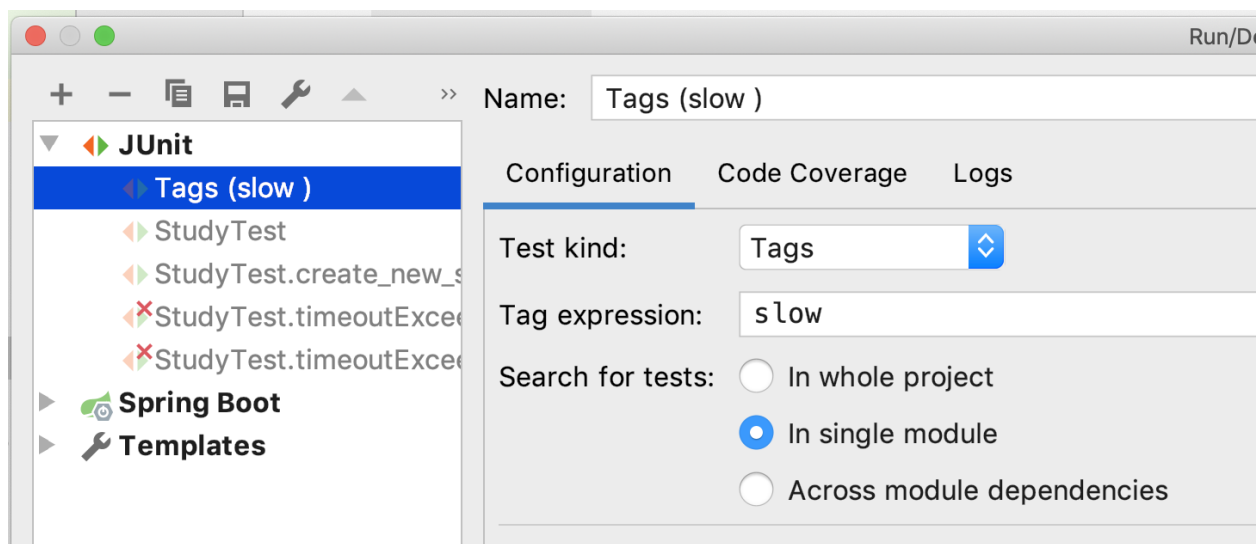 Run/De
Name: Tags (slow )
JUnit
Tags (slow )
StudyTest
StudyTest.create_new_s
StudyTest.timeoutExcee
StudyTest.timeoutExcee
Spring Boot
Templates
Configuration Code Coverage Logs
Test kind: Tags
Tag expression: slow
Search for tests: In whole project
In single module
Across module dependencies